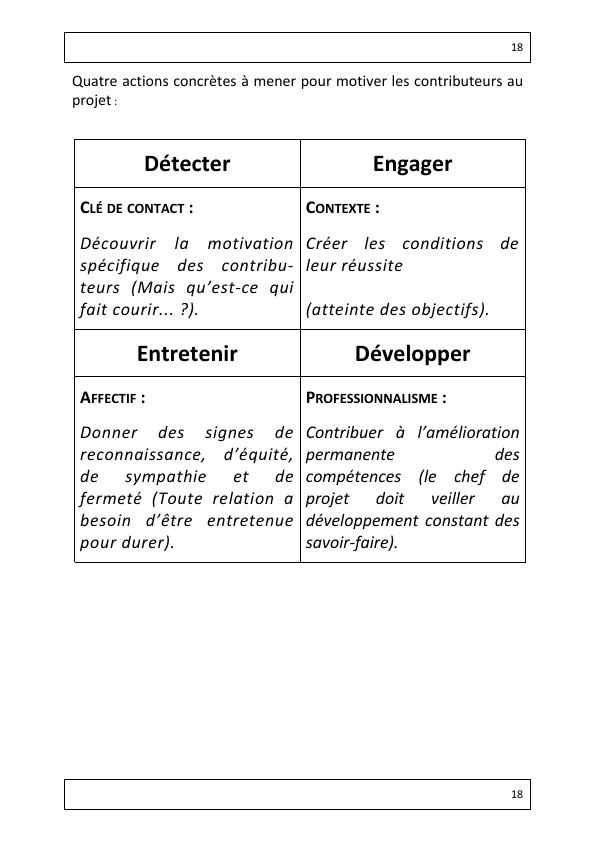 18
Quatre actions concrètes à mener pour motiver les contributeurs au
projet :
Détecter
Engager
CLÉ DE CONTACT :
Découvrir la motivation
spécifique des contribu-
teurs (Mais qu’est-ce qui
fait courir... ?).
CONTEXTE :
Créer les conditions de
leur réussite
(atteinte des objectifs).
Entretenir
Développer
AFFECTIF :
Donner des signes de
reconnaissance, d’équité,
de sympathie et de
fermeté (Toute relation a
besoin d’être entretenue
pour durer).
PROFESSIONNALISME :
Contribuer à l’amélioration
permanente des
compétences (le chef de
projet doit veiller au
développement constant des
savoir-faire).
18